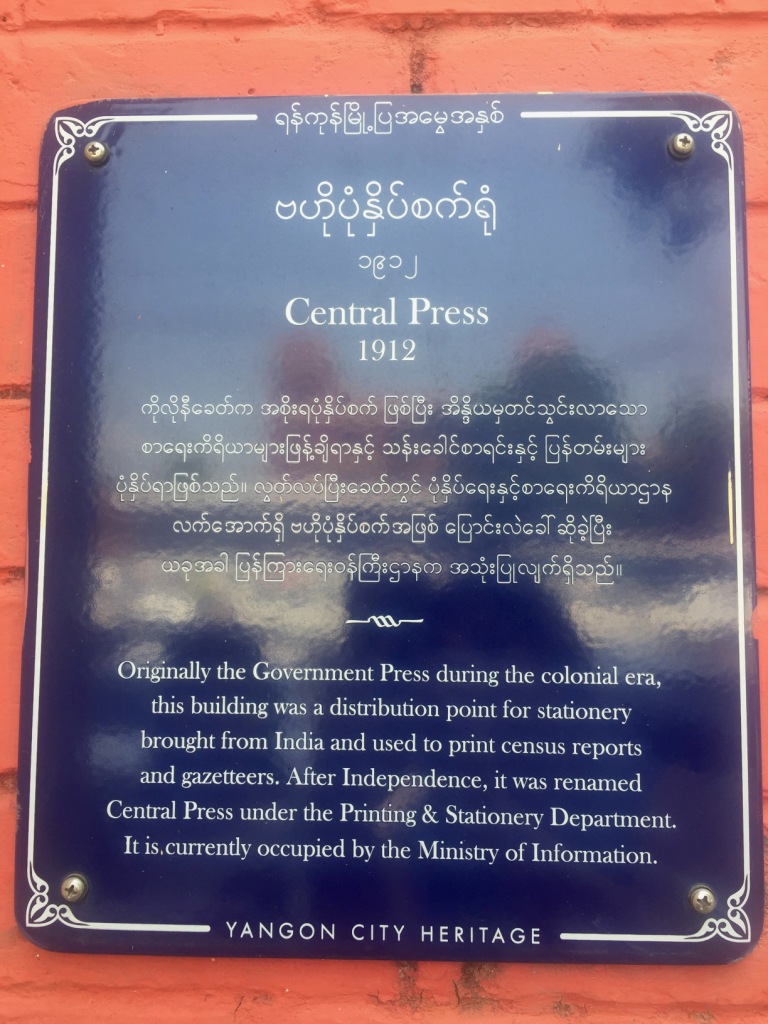 ရန်ကုန်မြို့ပြအမွေအနှစ်
ဗဟိုပုံနှိပ်စက်ရုံ
၁၉၁၂
Central Press
1912
ကိုလိုနီခေတ်က အစိုးရပုံနှိပ်စက် ဖြစ်ပြီး အိန္ဒိယမှတင်သွင်းလာသော
စာရေးကိရိယာများဖြန့်ချိရာနှင့် သန်းခေါင်စာရင်းနှင့် ပြန်တမ်းများ
ပုံနှိပ်ရာဖြစ်သည်။ လွတ်လပ်ပြီးခေတ်တွင် ပုံနှိပ်ရေးနှင့်စာရေးကိရိယာဌာန
လက်အောက်ရှိ ဗဟိုပုံနှိပ်စက်အဖြစ် ပြောင်းလဲခေါ်ဆိုခဲ့ပြီး
ယခုအခါ ပြန်ကြားရေးဝန်ကြီးဌာနက အသုံးပြုလျက်ရှိသည်။
Originally the Government Press during the colonial era,
this building was a distribution point for stationery
brought from India and used to print census reports
and gazetteers. After Independence, it was renamed
Central Press under the Printing & Stationery Department.
It is currently occupied by the Ministry of Information.
YANGON CITY HERITAGE